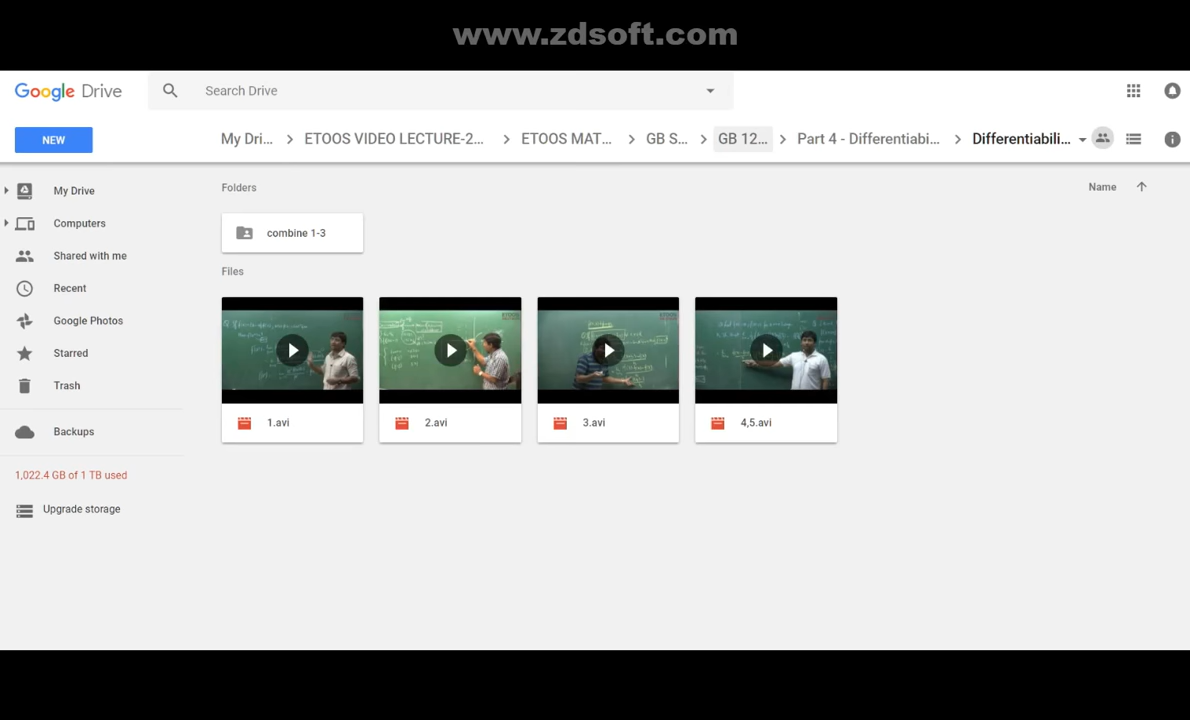 www.zdsoft.com
Google Drive
Search Drive
NEW
My Dri... > ETOOS VIDEO LECTURE-2... > ETOOS MAT... > GB S... > GB 12... > Part 4 - Differentiabi... > Differentiabili...
My Drive
Computers
Shared with me
Recent
Google Photos
Starred
Trash
Backups
1,022.4 GB of 1 TB used
Upgrade storage
Folders
Name
combine 1-3
Files
ETOOS
ETOOS
ETOOS
1.avi
2.avi
3.avi
4,5.avi